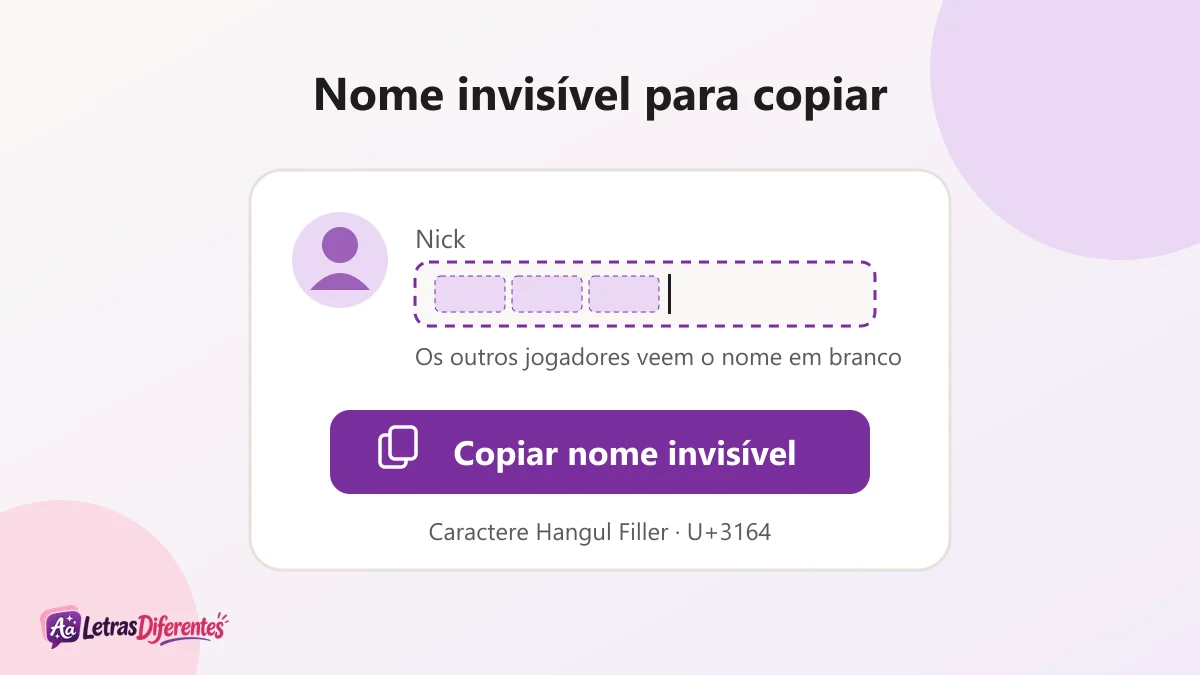 Nome invisível para copiar
Nick
Os outros jogadores veem o nome em branco
Copiar nome invisível
Caractere Hangul Filler · U+3164
Aa LetrasDiferentes